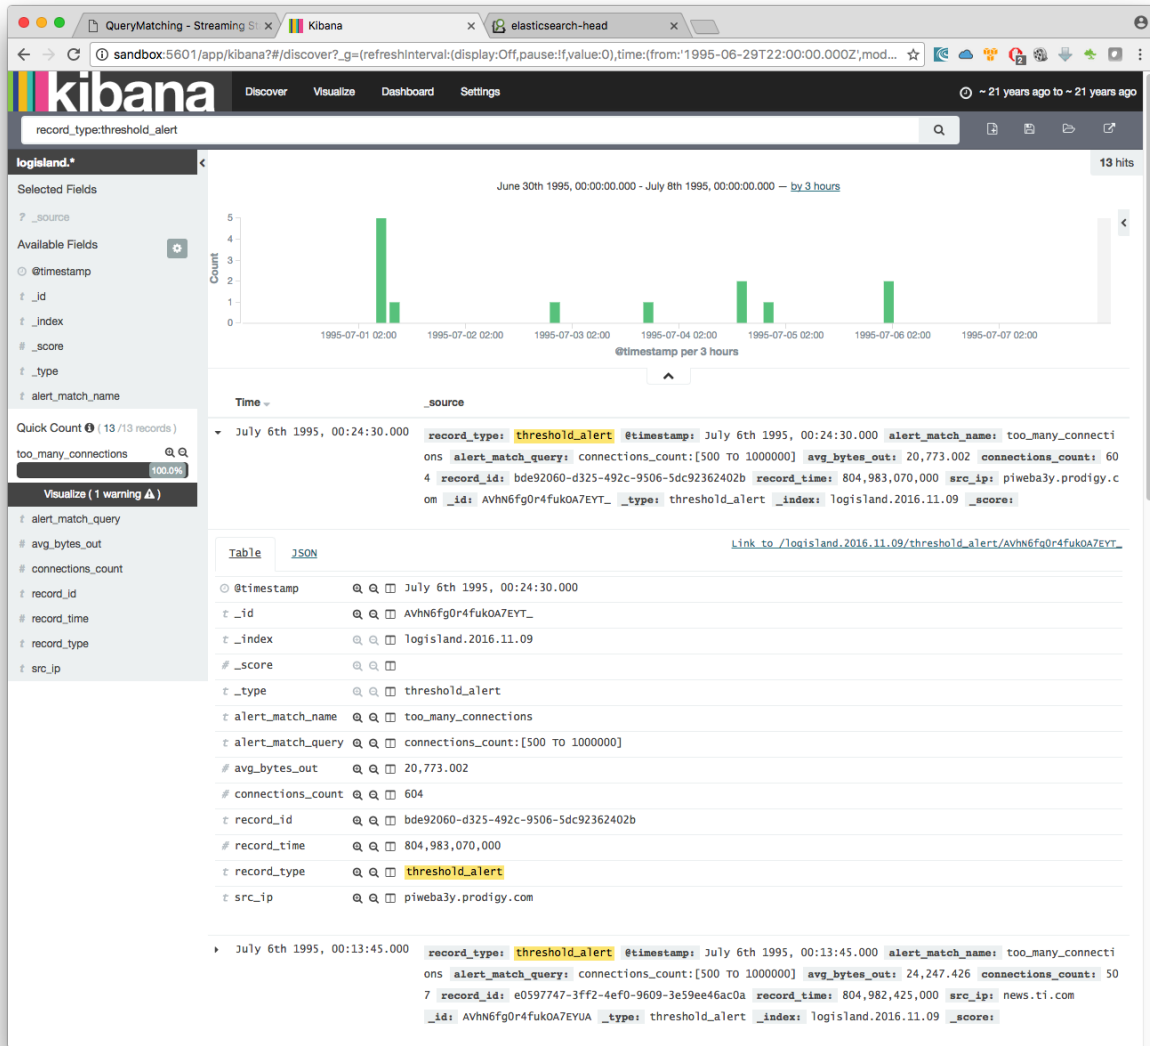 QueryMatching - Streaming St
Kibana
elasticsearch-head
sandbox:5601/app/kibana?#/discover?_g=(refreshInterval:(display:Off,pause:!f,value:0),time:(from:'1995-06-29T22:00:00.000Z',mod...
2
kibana
Discover Visualize Dashboard Settings
~ 21 years ago to ~ 21 years ago
record_type:threshold_alert
logisland.*
13 hits
Selected Fields
? _source
Available Fields
@timestamp
t _id
t _index
# _score
t _type
t alert_match_name
Quick Count ( 13 /13 records )
too_many_connections
100.0%
Visualize ( 1 warning )
t alert_match_query
# avg_bytes_out
# connections_count
t record_id
# record_time
t record_type
t src_ip
June 30th 1995, 00:00:00.000 - July 8th 1995, 00:00:00.000 — by 3 hours
Count
5
4
3
2
1
0
1995-07-01 02:00 1995-07-02 02:00 1995-07-03 02:00 1995-07-04 02:00 1995-07-05 02:00 1995-07-06 02:00 1995-07-07 02:00
@timestamp per 3 hours
Time _source
July 6th 1995, 00:24:30.000 record_type: threshold_alert @timestamp: July 6th 1995, 00:24:30.000 alert_match_name: too_many_connecti
ons alert_match_query: connections_count:[500 TO 1000000] avg_bytes_out: 20,773.002 connections_count: 60
4 record_id: bde92060-d325-492c-9506-5dc92362402b record_time: 804,983,070,000 src_ip: piweba3y.prodigy.c
om _id: AVhN6fgOr4fukOA7EYT_ _type: threshold_alert _index: logisland.2016.11.09 _score:
Table JSON
Link to /logisland.2016.11.09/threshold_alert/AVhN6fgOr4fukOA7EYT_
@timestamp July 6th 1995, 00:24:30.000
t _id AVhN6fgOr4fukOA7EYT_
t _index logisland.2016.11.09
# _score
t _type threshold_alert
t alert_match_name too_many_connections
t alert_match_query connections_count:[500 TO 1000000]
# avg_bytes_out 20,773.002
# connections_count 604
t record_id bde92060-d325-492c-9506-5dc92362402b
# record_time 804,983,070,000
t record_type threshold_alert
t src_ip piweba3y.prodigy.com
July 6th 1995, 00:13:45.000 record_type: threshold_alert @timestamp: July 6th 1995, 00:13:45.000 alert_match_name: too_many_connecti
ons alert_match_query: connections_count:[500 TO 1000000] avg_bytes_out: 24,247.426 connections_count: 50
7 record_id: e0597747-3ff2-4ef0-9609-3e59ee46ac0a record_time: 804,982,425,000 src_ip: news.ti.com
_id: AVhN6fgOr4fukOA7EYUA _type: threshold_alert _index: logisland.2016.11.09 _score: